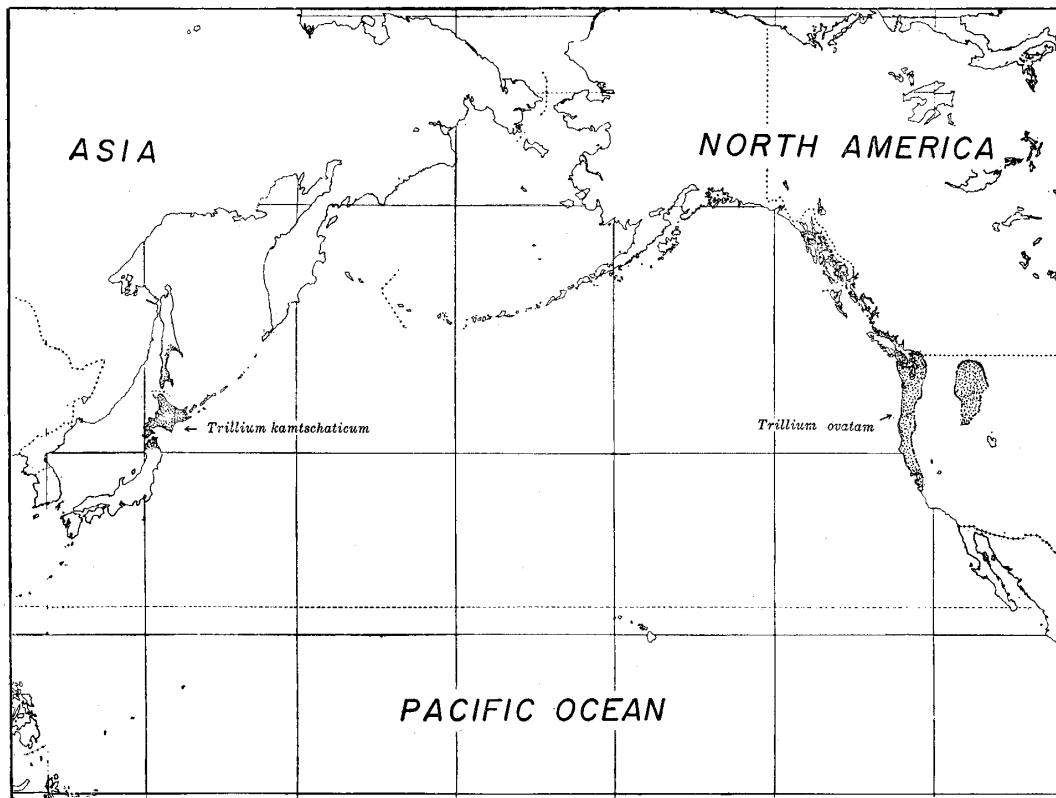 ASIA
NORTH AMERICA
Trillium kamtschaticum
Trillium ovatam
PACIFIC OCEAN